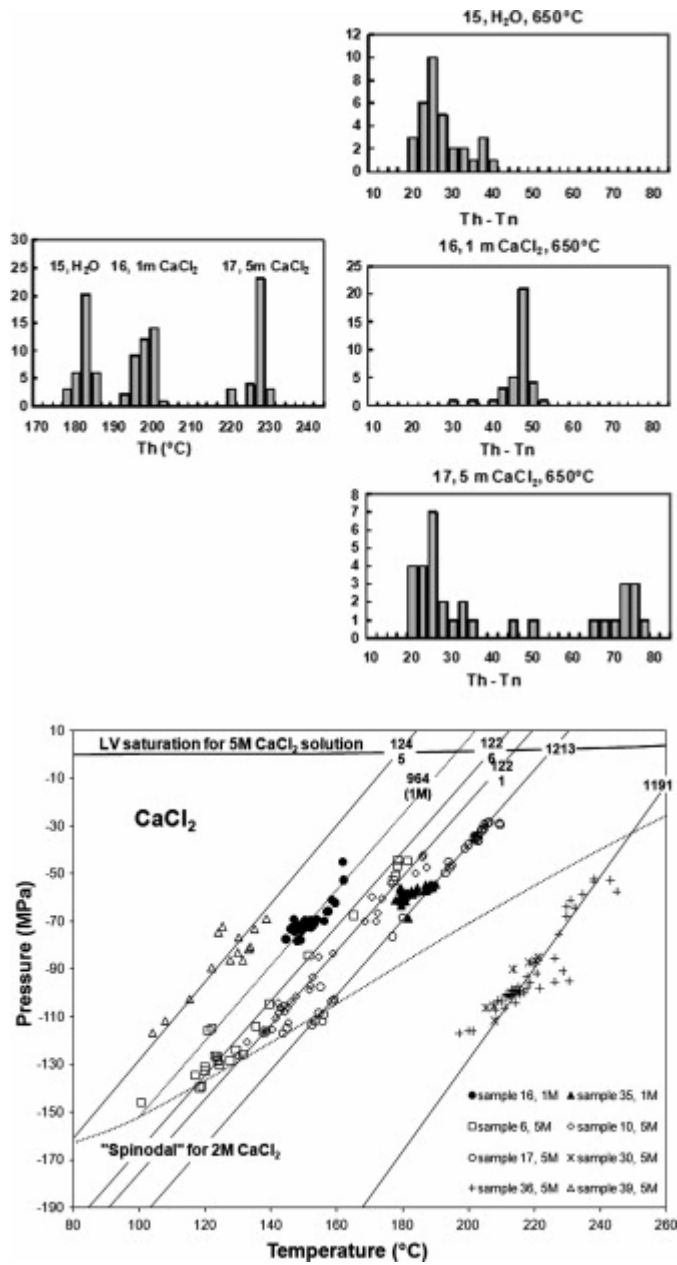 15, H₂O, 650°C
12
10
8
6
4
2
0
10 20 30 40 50 60 70 80
Th - Tn
30
25
20
15
10
5
0
15, H₂O 16, 1m CaCl₂ 17, 5m CaCl₂
170 180 190 200 210 220 230 240
Th (°C)
16, 1 m CaCl₂, 650°C
25
20
15
10
5
0
10 20 30 40 50 60 70 80
Th - Tn
17, 5 m CaCl₂, 650°C
8
7
6
5
4
3
2
1
0
10 20 30 40 50 60 70 80
Th - Tn
10
-10
-30
-50
-70
-90
-110
-130
-150
-170
-190
Pressure (MPa)
LV saturation for 5M CaCl₂ solution
124
5
964
(1M)
122
6
122
1
1213
1191
CaCl₂
"Spinodal" for 2M CaCl₂
sample 16, 1M sample 35, 1M
sample 6, 5M sample 10, 5M
sample 17, 5M sample 30, 5M
sample 36, 5M sample 39, 5M
80 100 120 140 160 180 200 220 240 260
Temperature (°C)